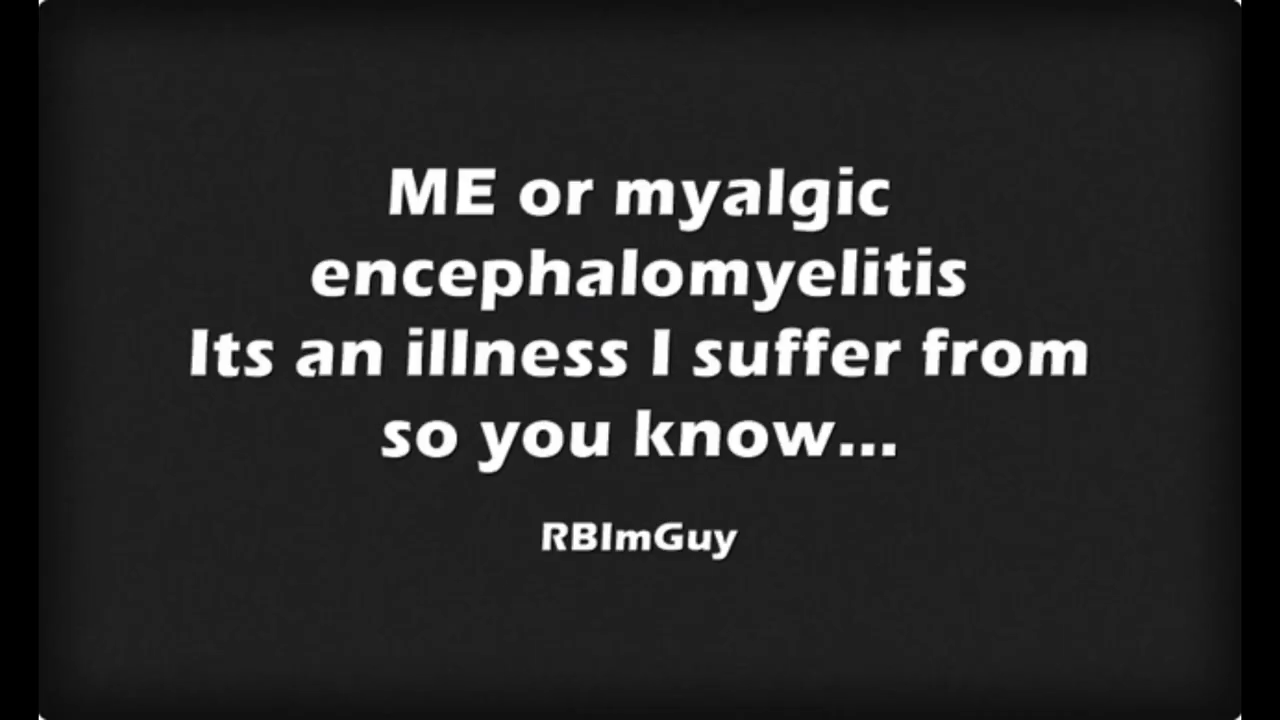 ME or myalgic
encephalomyelitis
Its an illness I suffer from
so you know...
RBImGuy